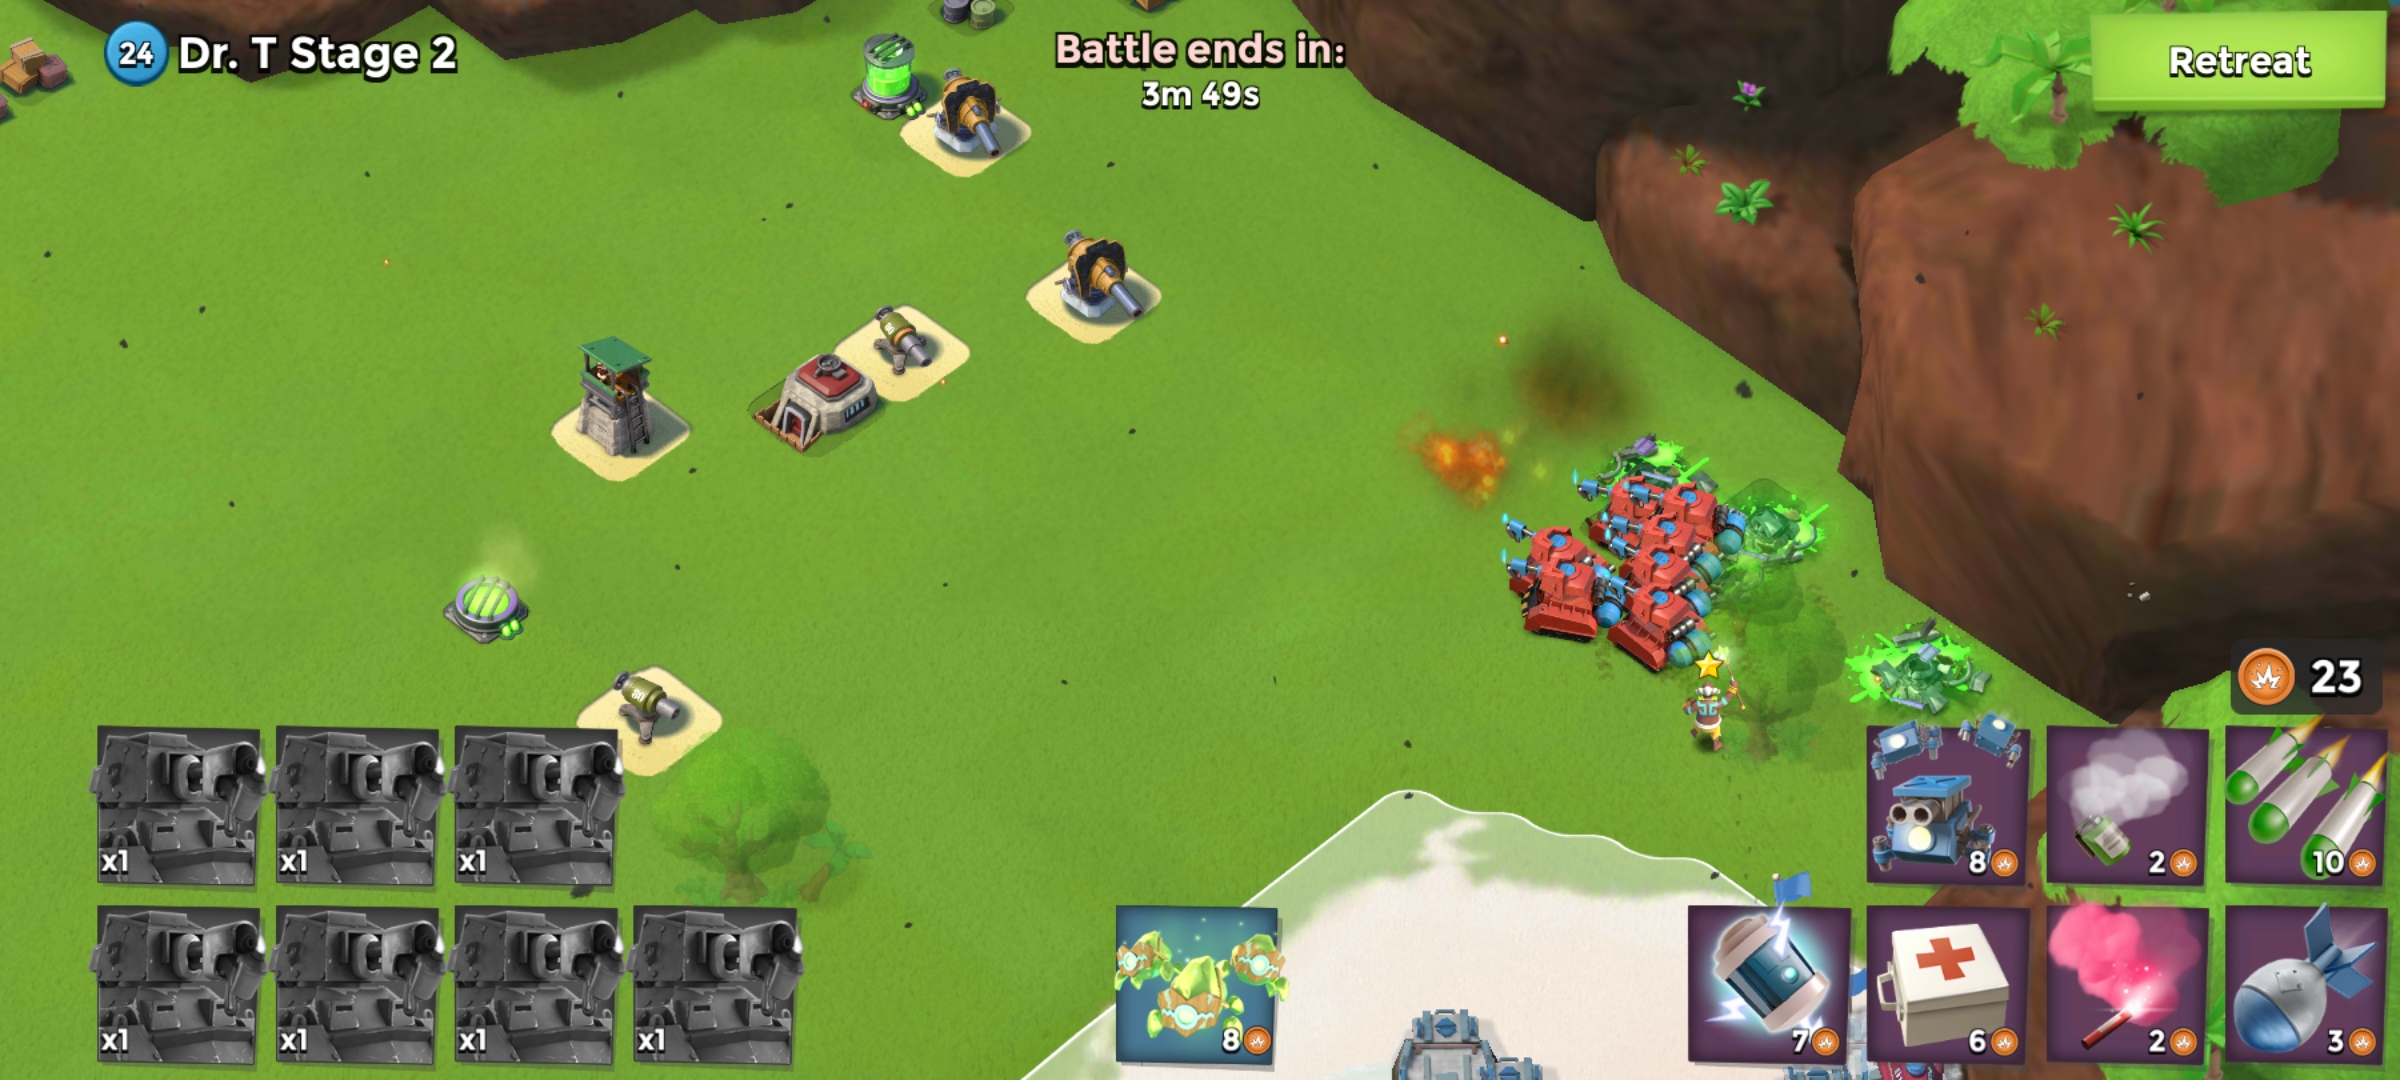 24 Dr. T Stage 2
Battle ends in:
3m 49s
Retreat
23
x1 x1 x1
8 2 10
x1 x1 x1 x1
8
7 6 2 3